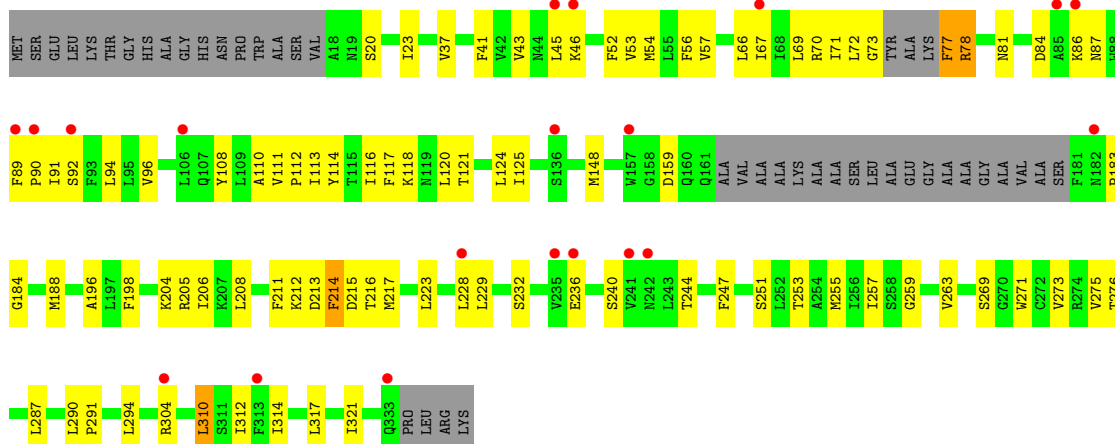 MET SER GLU LEU LYS THR GLY HIS ALA GLY HIS ASN PRO TRP ALA SER VAL A18 N19 S20 I23 V37 F41 V42 V43 N44 L45 K46 F52 V53 M54 L55 F56 V57 L66 I67 I68 L69 R70 I71 L72 G73 TYR ALA LYS F77 R78 N81 D84 A85 K86 N87 W88
F89 P90 I91 S92 F93 L94 L95 V96 L106 Q107 Y108 L109 A110 V111 P112 I113 Y114 T115 I116 F117 K118 N119 L120 T121 L124 I125 S136 M148 W157 G158 D159 Q160 Q161 ALA VAL ALA ALA LYS ALA ALA SER LEU ALA GLU GLY ALA ALA GLY ALA VAL ALA SER F181 N182
G184 M188 A196 L197 F198 K204 R205 I206 K207 L208 F211 K212 D213 F214 D215 T216 M217 L223 L228 L229 S232 V235 E236 S240 V241 N242 L243 T244 F247 S251 L252 T253 A254 M255 I256 I257 S258 G259 V263 S269 G270 W271 C272 V273 R274 V275 T276
L287 L290 P291 L294 R304 L310 S311 I312 F313 I314 L317 I321 Q333 PRO LEU ARG LYS